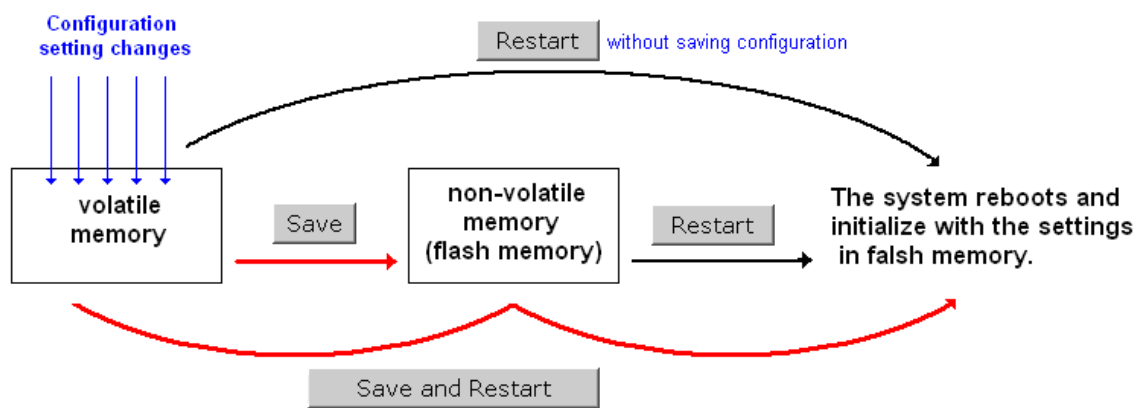 Configuration
setting changes
Restart without saving configuration
volatile
memory
Save
non-volatile
memory
(flash memory)
Restart
The system reboots and
initialize with the settings
in falsh memory.
Save and Restart